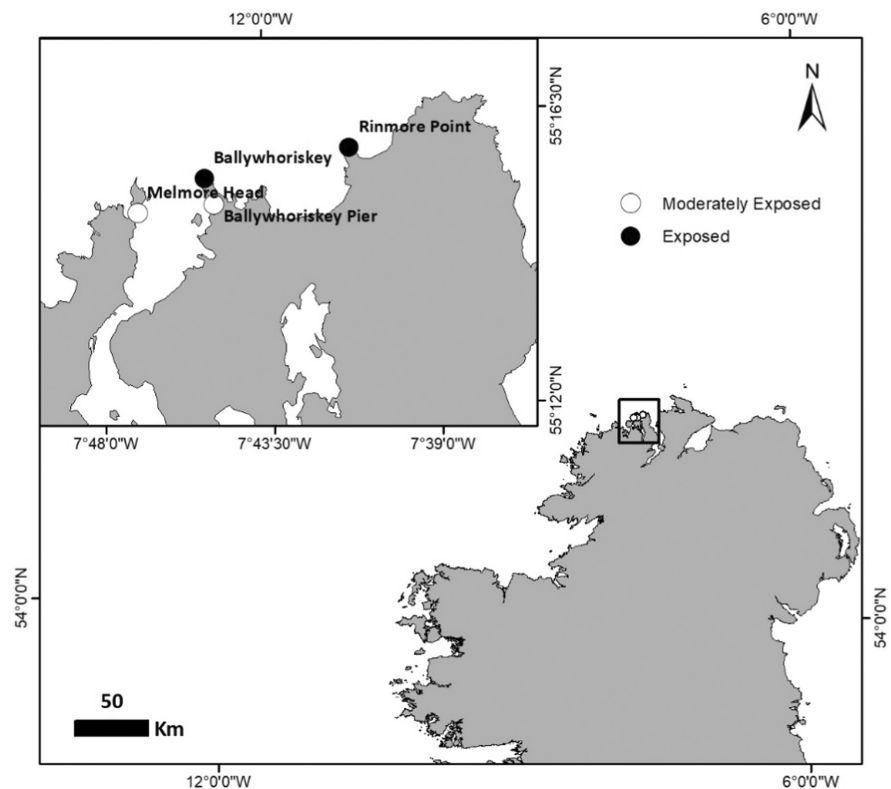 12°0'0"W
6°0'0"W
N
55°16'30"N
Rinmore Point
Ballywhoriskey
Melmore Head
Ballywhoriskey Pier
Moderately Exposed
Exposed
55°12'0"N
7°48'0"W
7°43'30"W
7°39'0"W
54°0'0"N
54°0'0"N
50
Km
12°0'0"W
6°0'0"W